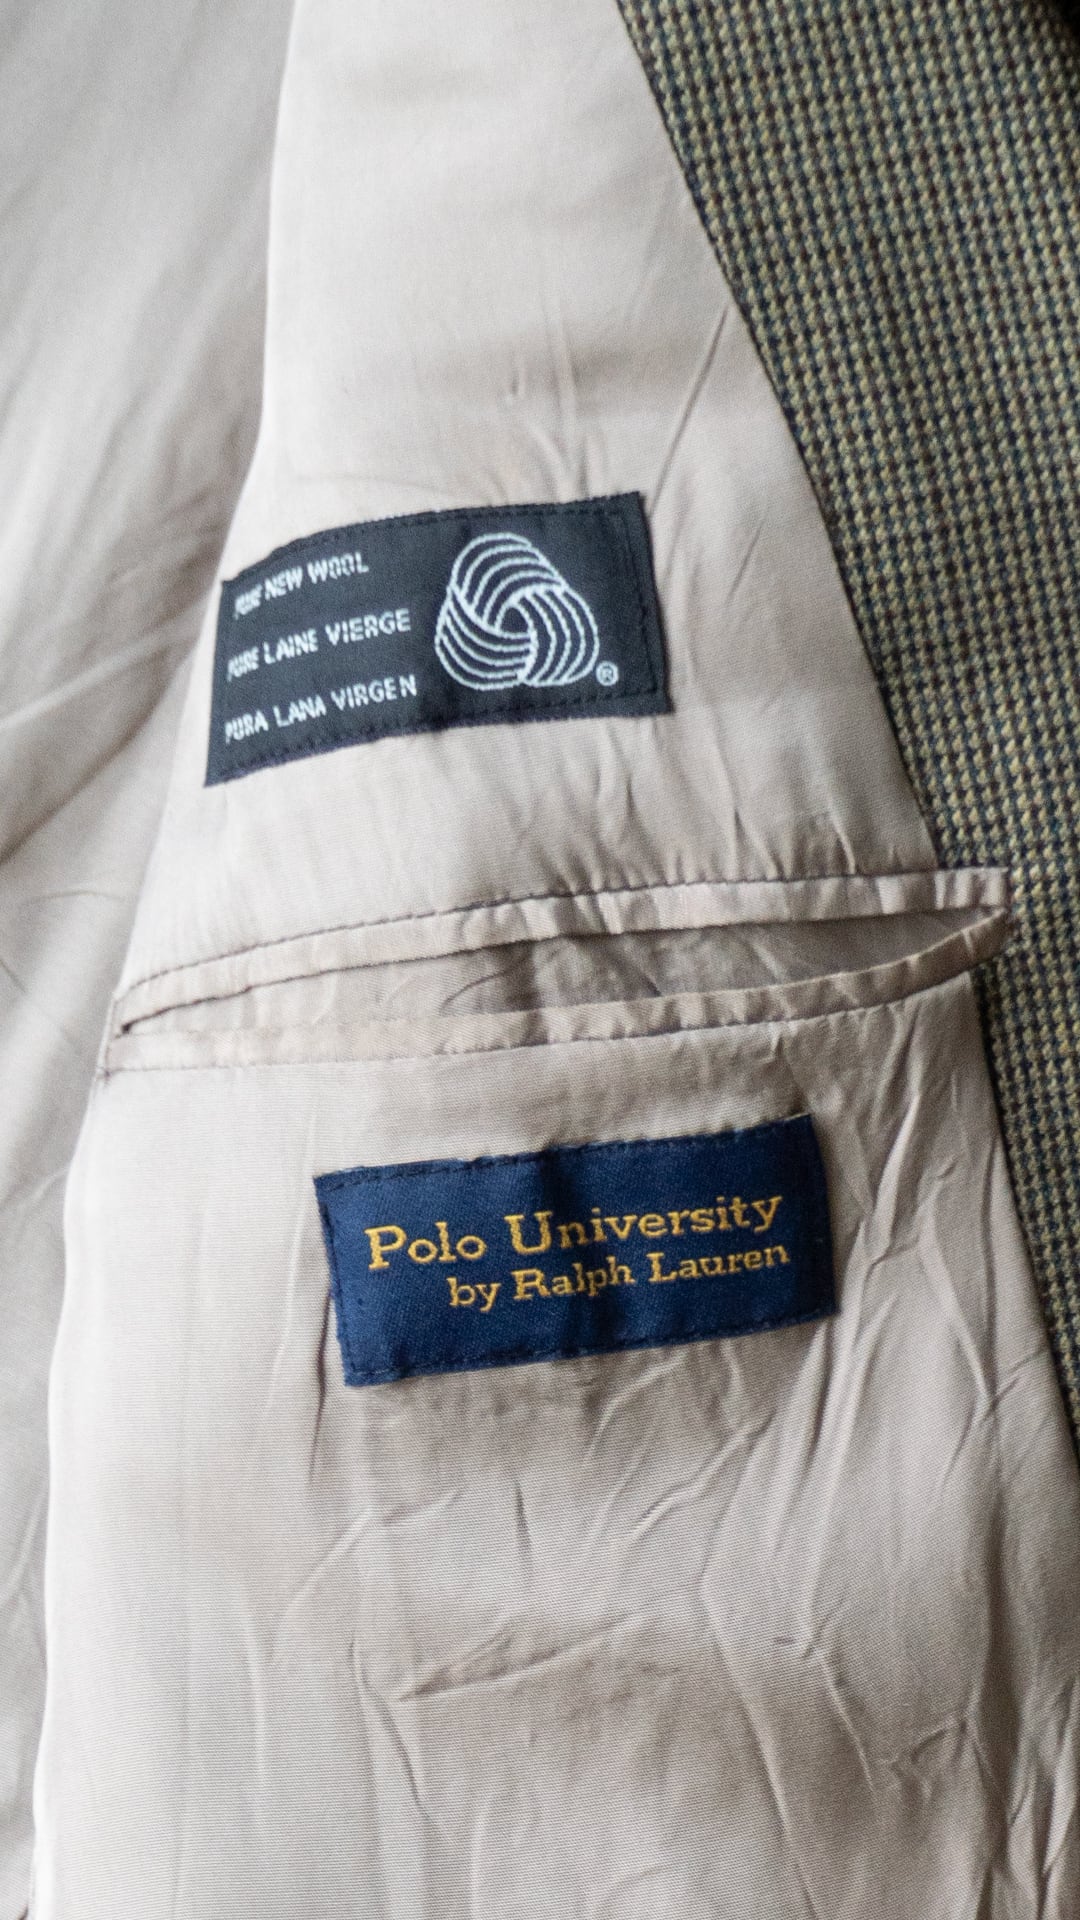 PURE NEW WOOL
PURE LAINE VIERGE
PURA LANA VIRGEN
®
Polo University
by Ralph Lauren